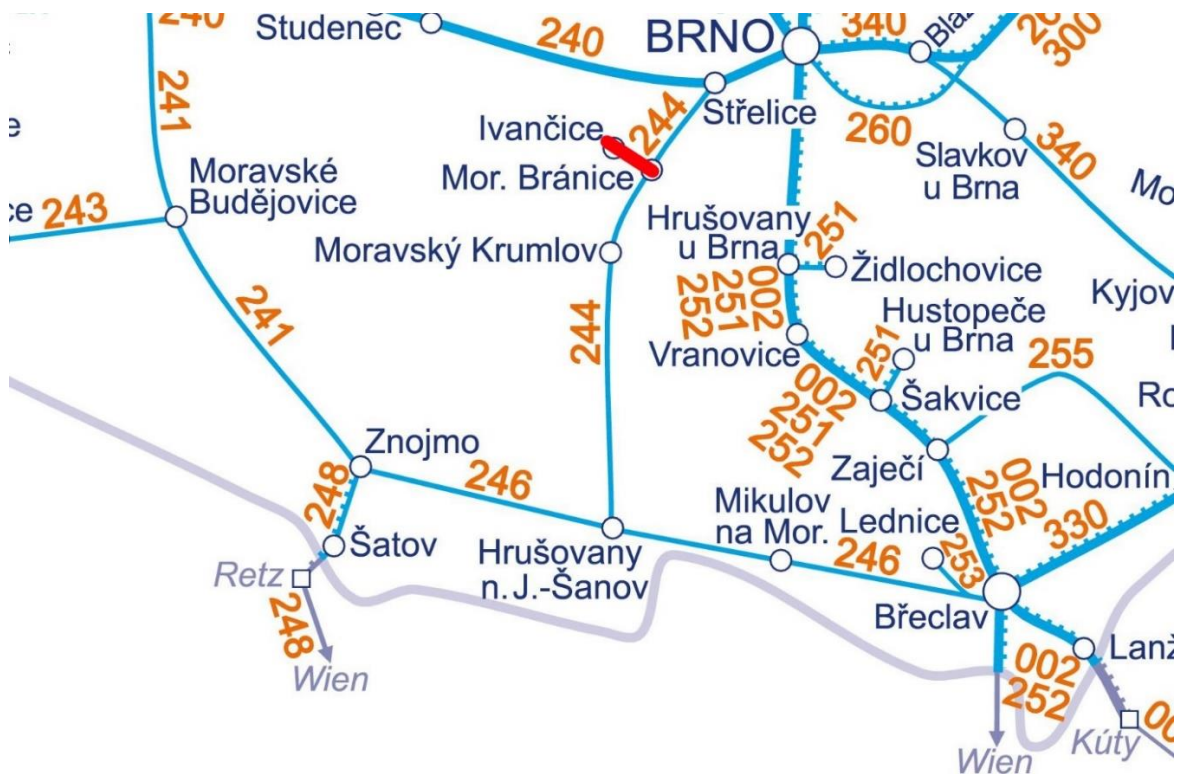 240
Studenec
240
BRNO
340
300
241
Střelice
260
Ivančice
244
Mor. Bránice
Slavkov
u Brna
340
Moravské
Budějovice
243
Moravský Krumlov
Hrušovany
u Brna
251
Židlochovice
002
251
252
Kyjov
Hustopeče
u Brna
241
244
Vranovice
251
255
002
251
252
Šakvice
Znojmo
Zaječí
248
246
Mikulov
na Mor.
Lednice
002
252
Hodonín
330
Šatov
Hrušovany
n. J.-Šanov
246
253
Retz
248
Wien
Břeclav
002
252
Wien
Kúty